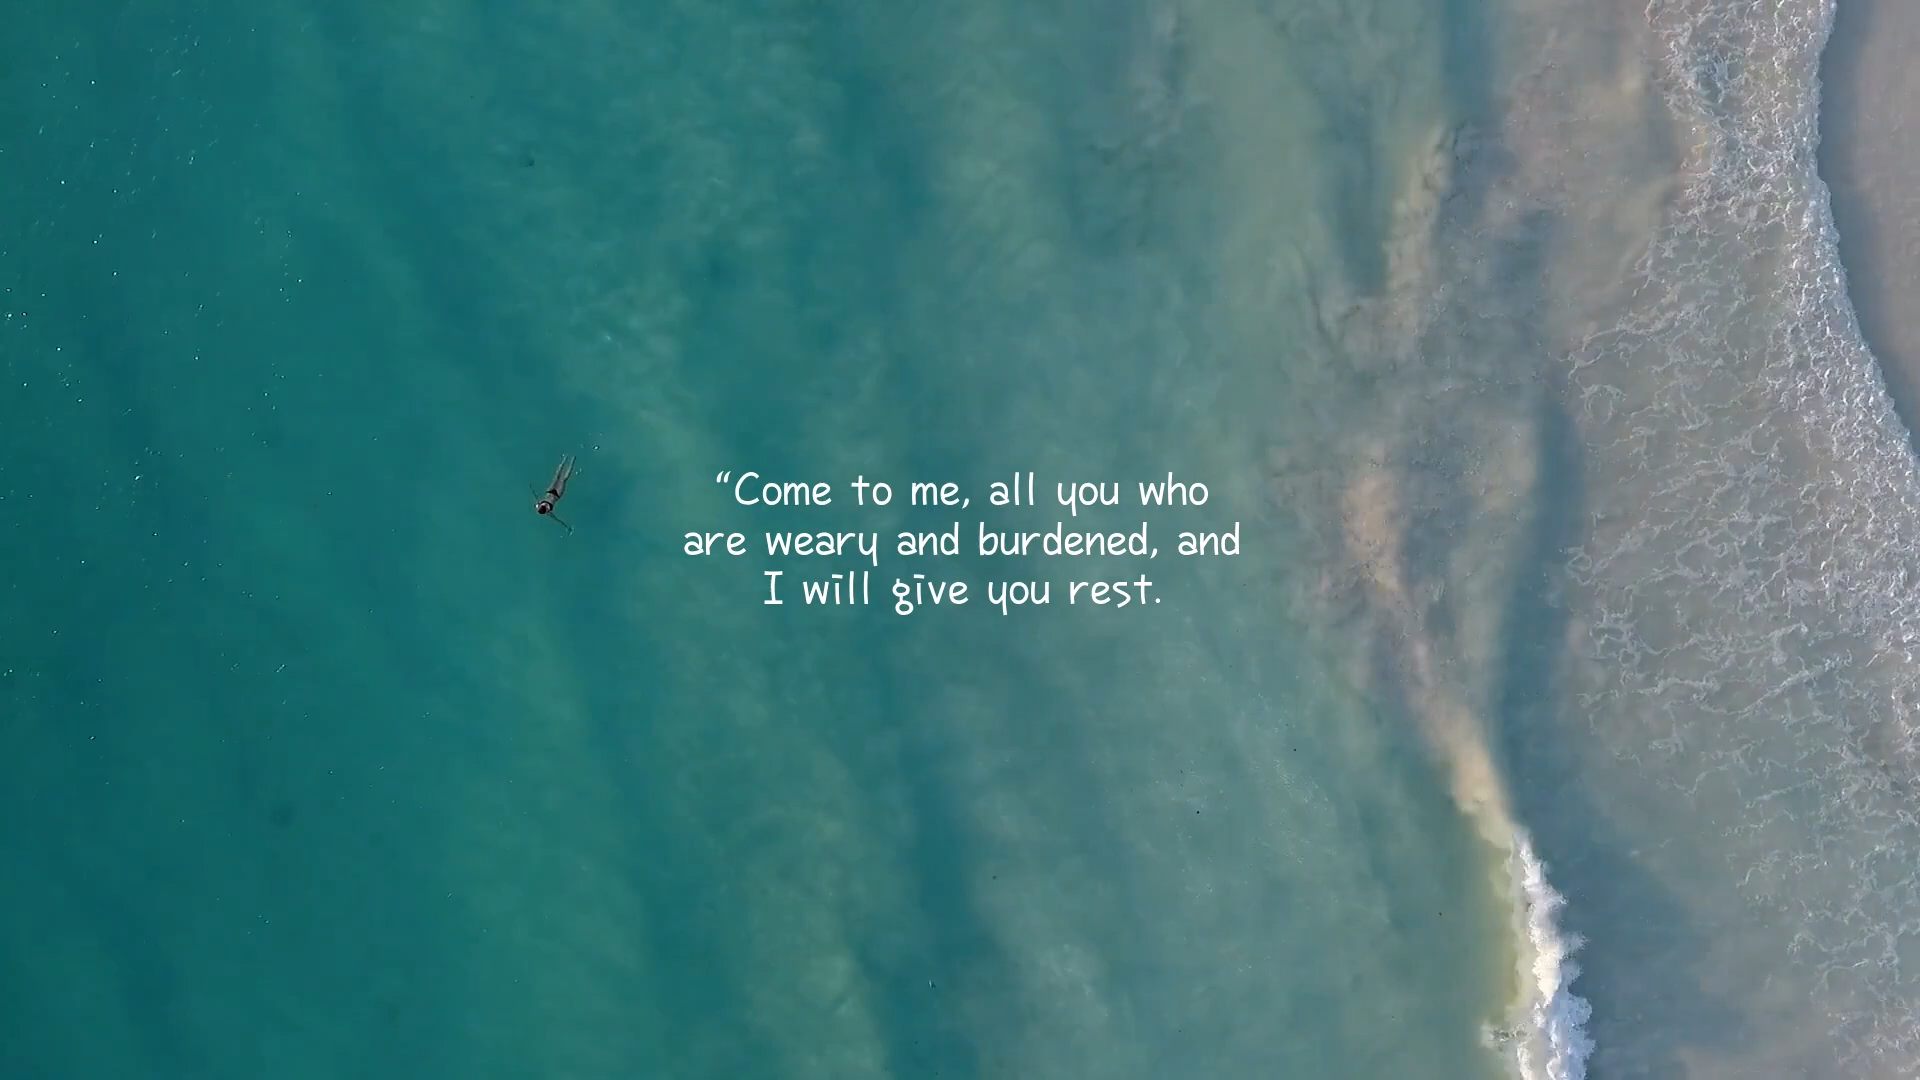 “Come to me, all you who
are weary and burdened, and
I will give you rest.